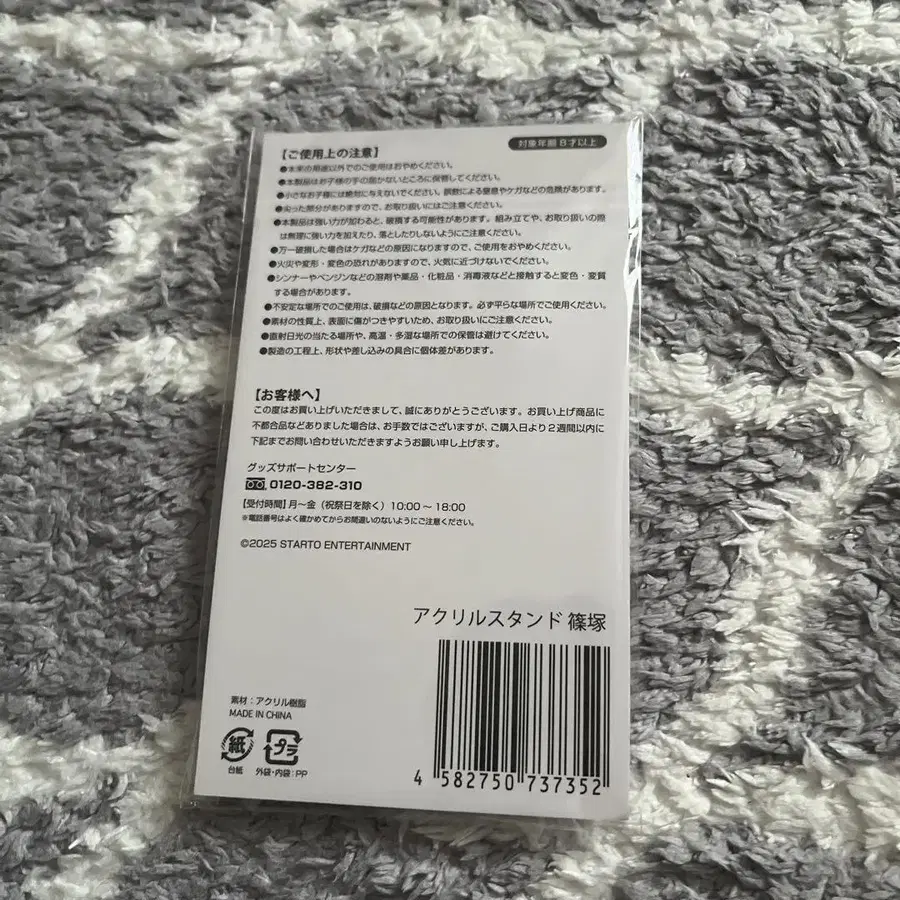 対象年齢 8才以上
【ご使用上の注意】
●本来の用途以外でのご使用はおやめください。
●本製品はお子様の手の届かないところに保管してください。
●小さなお子様には絶対に与えないでください。誤飲による窒息やケガなどの危険があります。
●尖った部分がありますので、お取り扱いにはご注意ください。
●本製品は強い力が加わると、破損する可能性があります。組み立てや、お取り扱いの際
は無理に強い力を加えたり、落としたりしないようにご注意ください。
●万一破損した場合はケガなどの原因になりますので、ご使用をおやめください。
●火災や変形・変色の恐れがありますので、火気に近づけないでください。
●シンナーやベンジンなどの溶剤や薬品・化粧品・消毒液などと接触すると変色・変質
する場合があります。
●不安定な場所でのご使用は、破損などの原因となります。必ず平らな場所でご使用ください。
●素材の性質上、表面に傷がつきやすいため、お取り扱いにご注意ください。
●直射日光の当たる場所や、高温・多湿な場所での保管は避けてください。
●製造の工程上、形状や差し込みの具合に個体差があります。
【お客様へ】
この度はお買い上げいただきまして、誠にありがとうございます。お買い上げ商品に
不都合品などありました場合は、お手数ではございますが、ご購入日より2週間以内に
下記までお問い合わせいただきますようお願い申し上げます。
グッズサポートセンター
0120-382-310
【受付時間】月～金（祝祭日を除く）10:00～18:00
※電話番号はよく確かめてからお間違いのないようにご注意ください。
©2025 STARTO ENTERTAINMENT
アクリルスタンド 篠塚
素材：アクリル樹脂
MADE IN CHINA
紙
プラ
台紙
外袋・内袋：PP
4 582750 737352